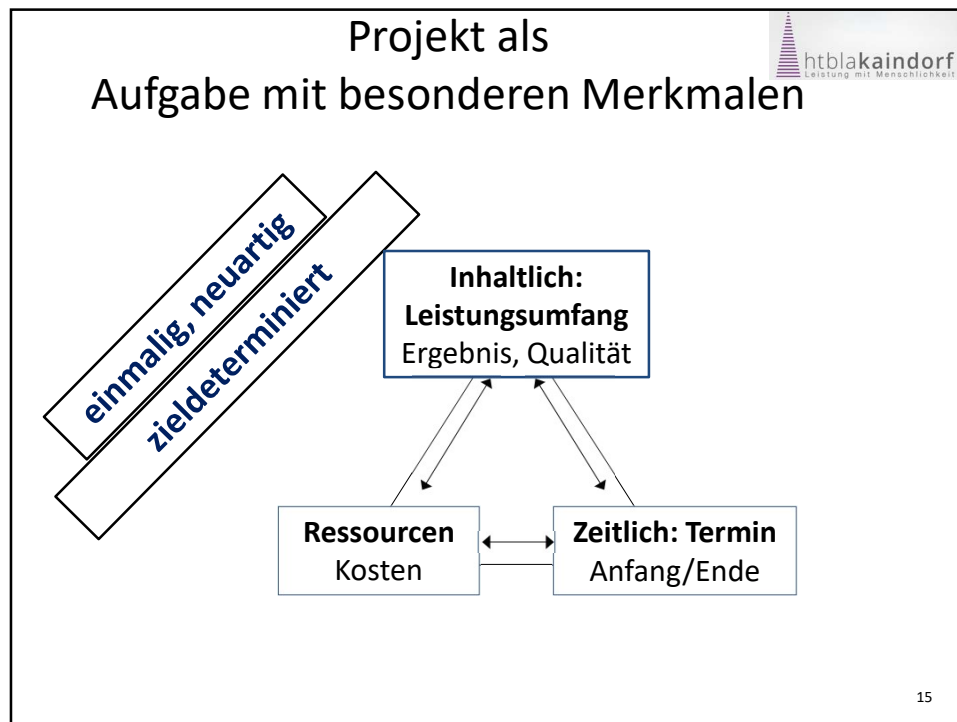 Projekt als
Aufgabe mit besonderen Merkmalen
htblakaindorf
Leistung mit Menschlichkeit
einmalig, neuartig
zieldeterminiert
Inhaltlich:
Leistungsumfang
Ergebnis, Qualität
Ressourcen
Kosten
Zeitlich: Termin
Anfang/Ende
15